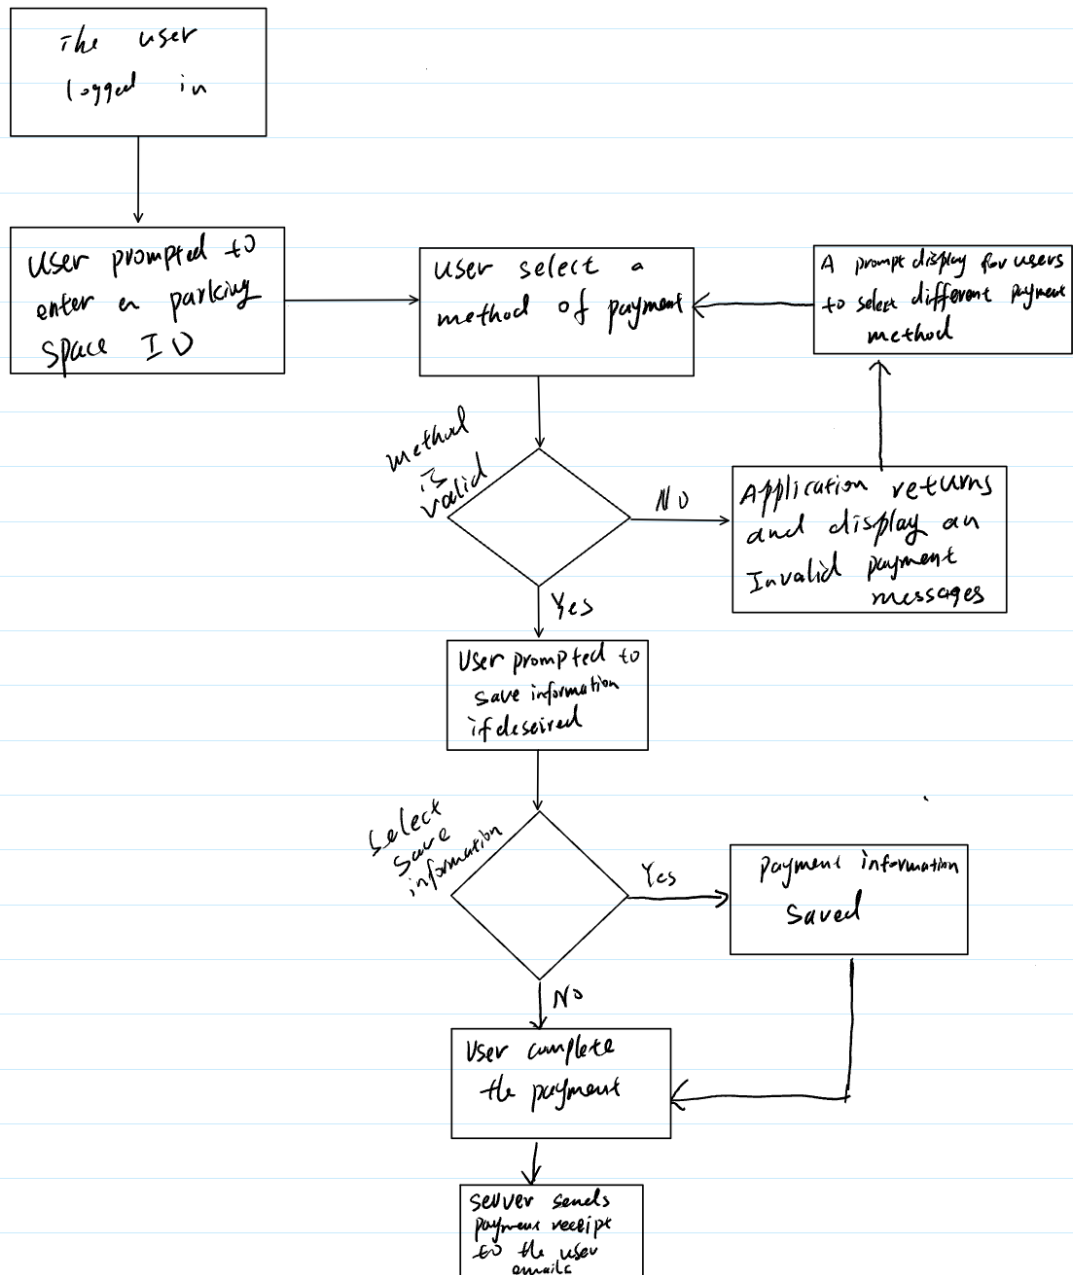 The user
logged in
User prompted to
enter a parking
space ID
User select a
method of payment
A prompt display for users
to select different payment
method
method
is
valid
No
Application returns
and display an
Invalid payment
messages
Yes
User prompted to
save information
if deseired
Select
save
information
Yes
payment information
Saved
No
User complete
the payment
server sends
payment receipt
to the user
emails